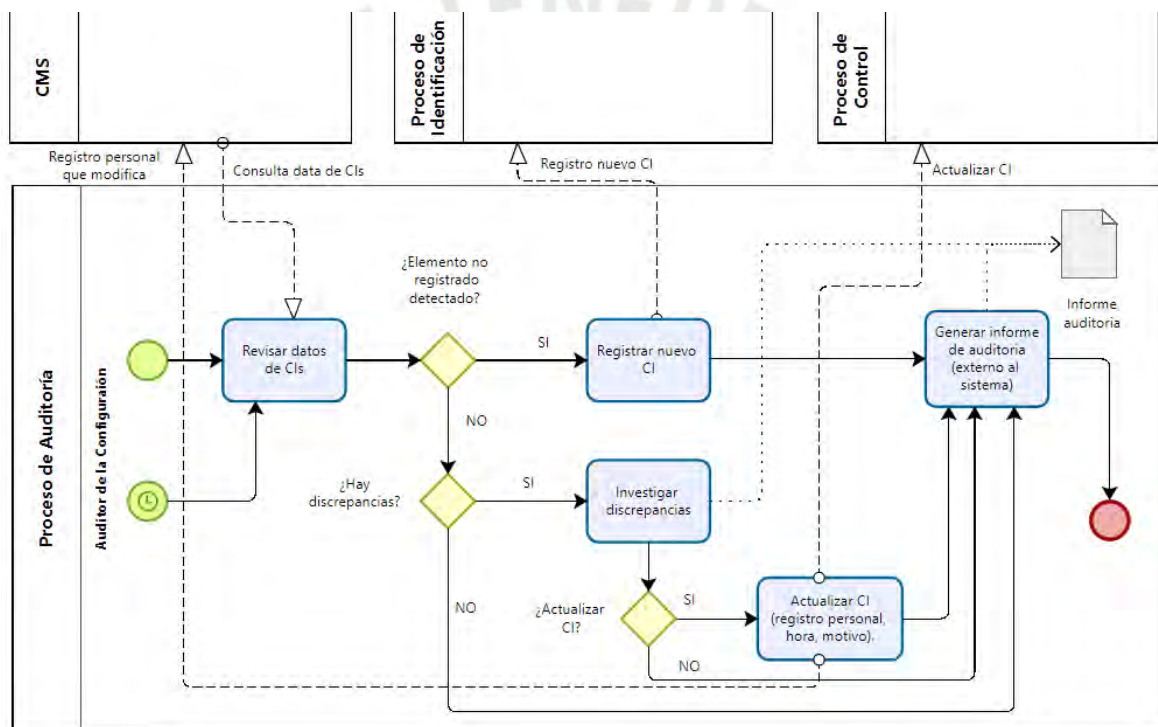 CMS
Proceso de
Identificación
Proceso de
Control
Registro personal
que modifica
Consulta data de CIs
Registro nuevo CI
Actualizar CI
Proceso de Auditoría
Auditor de la Configuraión
¿Elemento no
registrado
detectado?
Informe
auditoria
Revisar datos
de CIs
SI
Registrar nuevo
CI
Generar informe
de auditoria
(externo al
sistema)
NO
¿Hay
discrepancias?
SI
Investigar
discrepancias
NO
¿Actualizar
CI?
SI
Actualizar CI
(registro personal,
hora, motivo).
NO